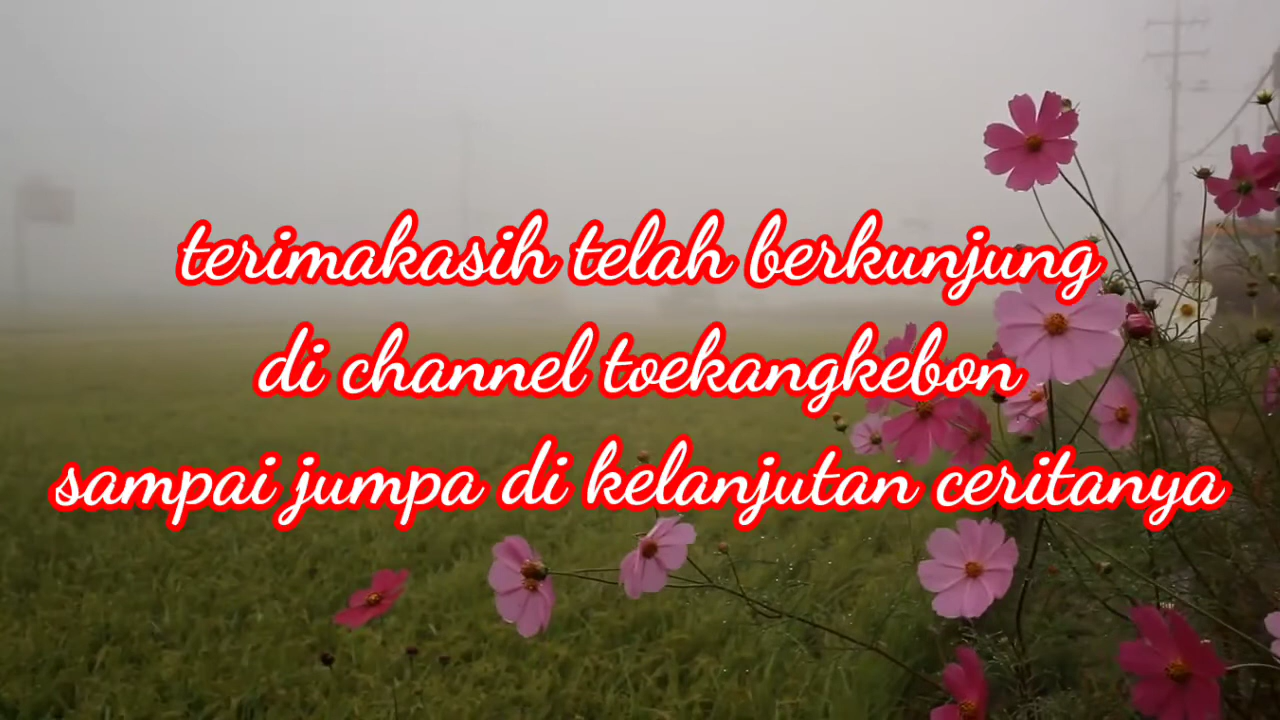 terimakasih telah berkunjung
di channel toekangkebon
sampai jumpa di kelanjutan ceritanya